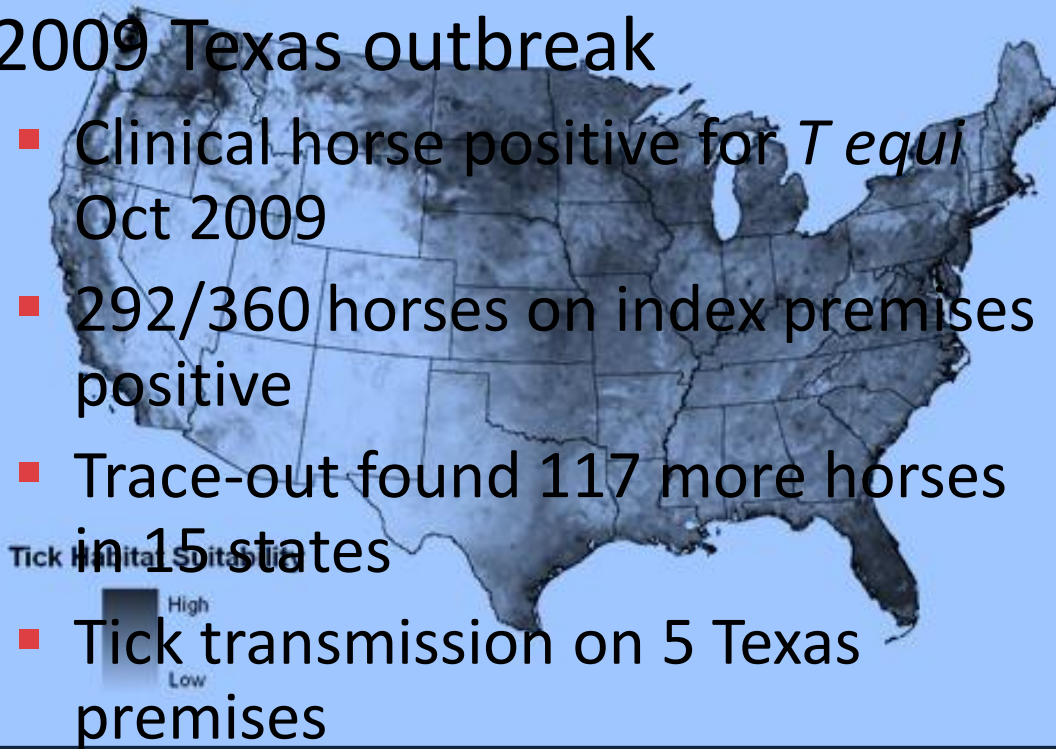 2009 Texas outbreak
▪ Clinical horse positive for T equi
Oct 2009
▪ 292/360 horses on index premises
positive
▪ Trace-out found 117 more horses
in 15 states
Tick Habitat Suitability
High
▪ Tick transmission on 5 Texas
Low
premises